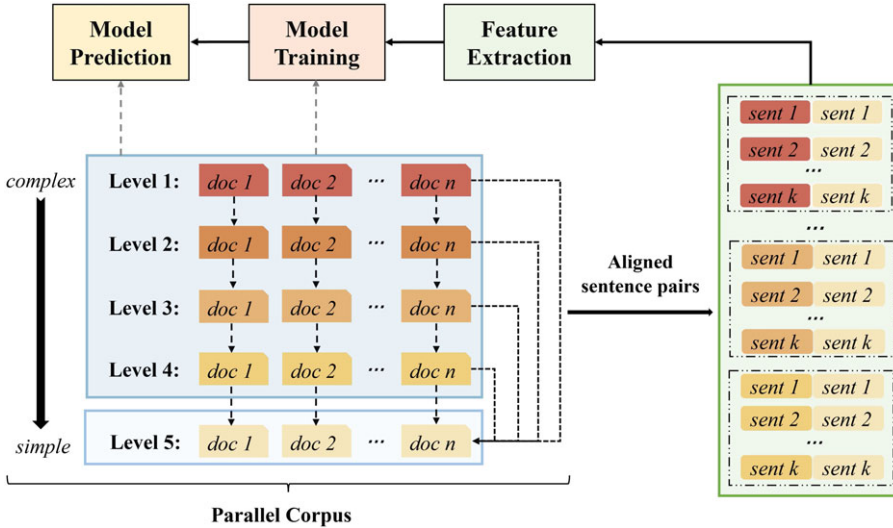 Model
Prediction
Model
Training
Feature
Extraction
complex
simple
Level 1: doc 1 doc 2 ... doc n
Level 2: doc 1 doc 2 ... doc n
Level 3: doc 1 doc 2 ... doc n
Level 4: doc 1 doc 2 ... doc n
Level 5: doc 1 doc 2 ... doc n
Parallel Corpus
Aligned
sentence pairs
sent 1 sent 1
sent 2 sent 2
...
sent k sent k
...
sent 1 sent 1
sent 2 sent 2
...
sent k sent k
sent 1 sent 1
sent 2 sent 2
...
sent k sent k